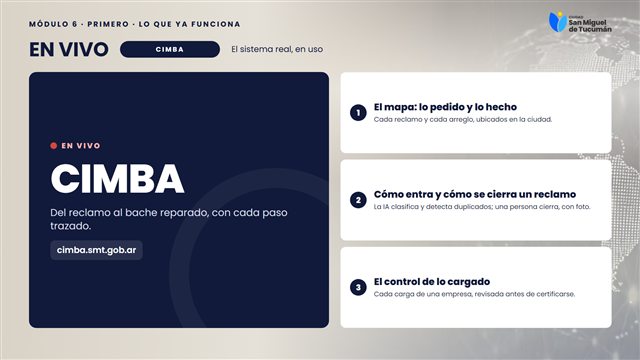 MÓDULO 6 · PRIMERO · LO QUE YA FUNCIONA
Ciudad
San Miguel
de Tucumán
EN VIVO
CIMBA
El sistema real, en uso
EN VIVO
CIMBA
Del reclamo al bache reparado, con cada paso
trazado.
cimba.smt.gob.ar
1
El mapa: lo pedido y lo hecho
Cada reclamo y cada arreglo, ubicados en la ciudad.
2
Cómo entra y cómo se cierra un reclamo
La IA clasifica y detecta duplicados; una persona cierra, con foto.
3
El control de lo cargado
Cada carga de una empresa, revisada antes de certificarse.